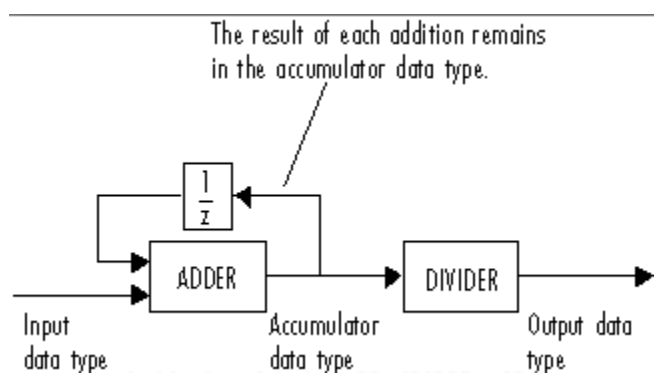 The result of each addition remains
in the accumulator data type.
1
z
ADDER
DIVIDER
Input
data type
Accumulator
data type
Output data
type